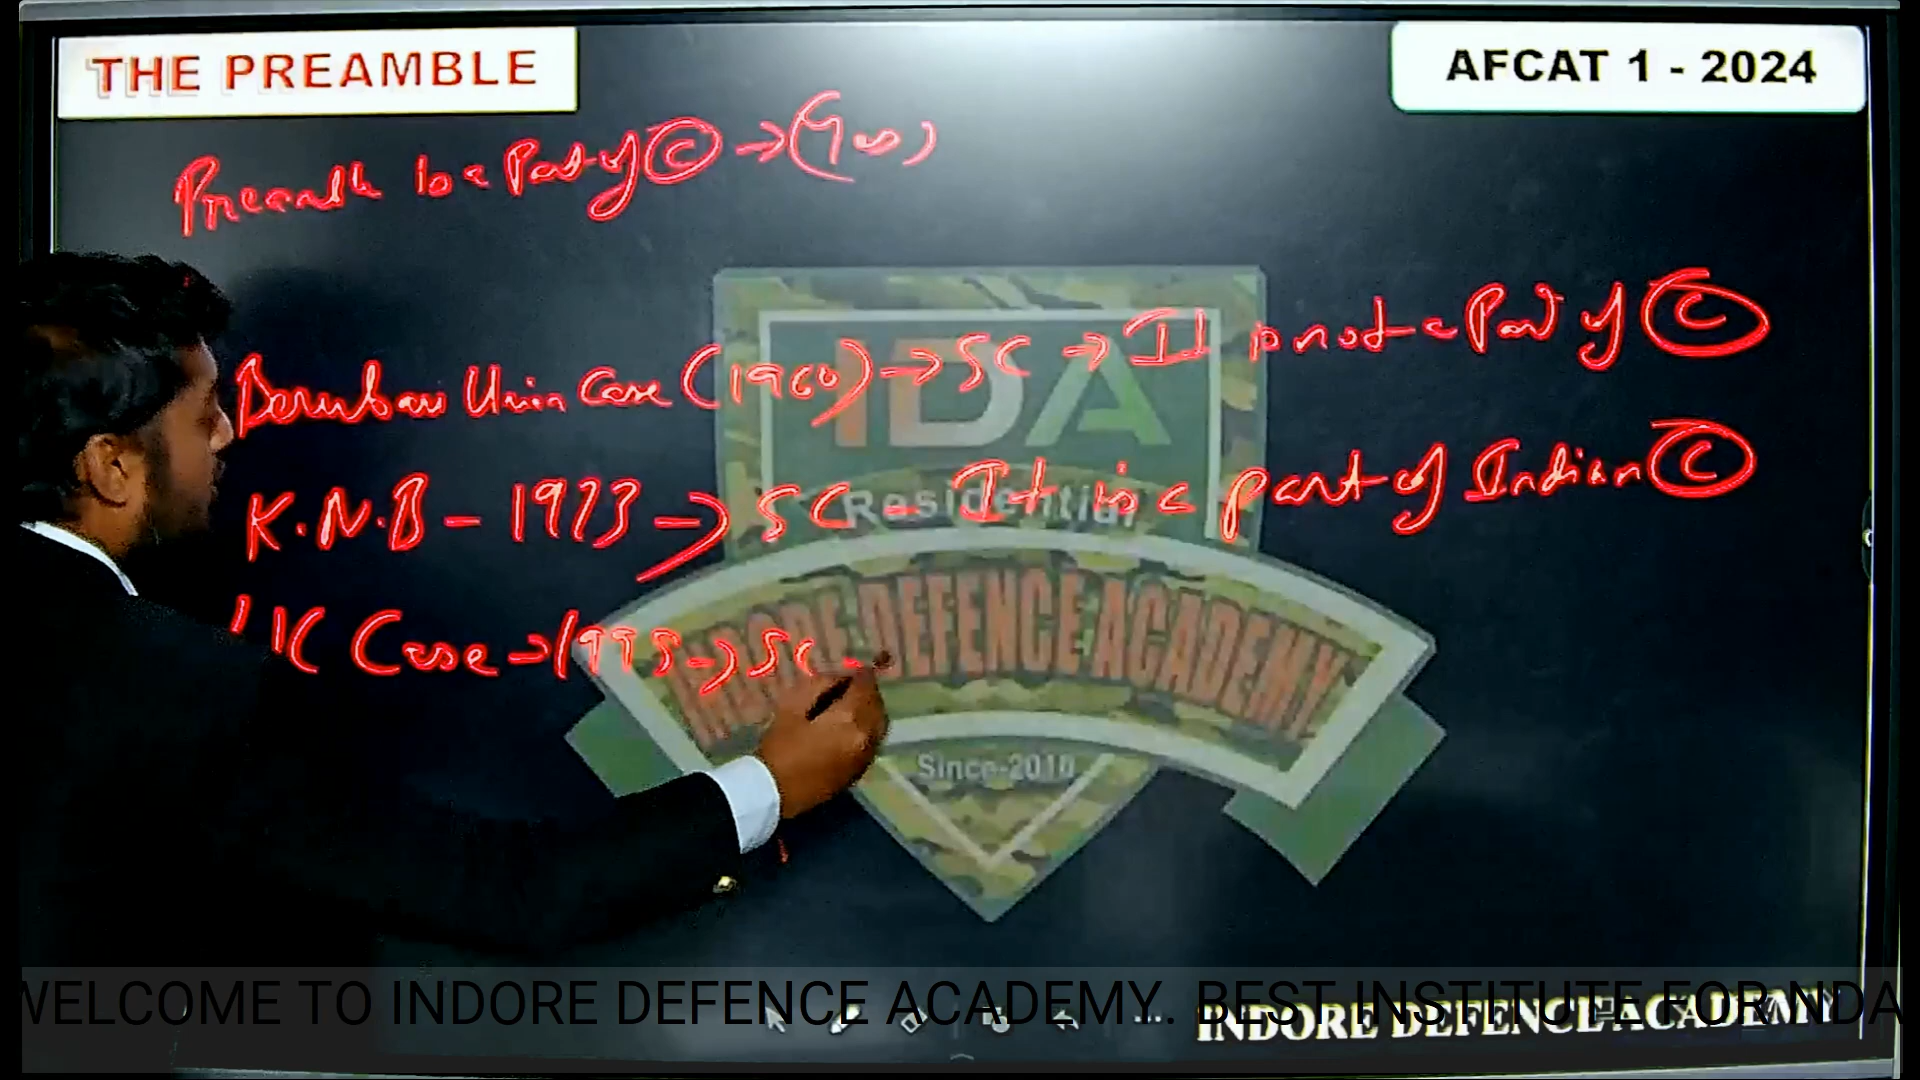 THE PREAMBLE
AFCAT 1 - 2024
Preamble is a Part of C → (Yes)
Berubari Union Case (1960) → SC → It is not a Part of C
K.N.B - 1973 → SC - It is a part of Indian C
Case → 1995 → SC -
IDA
Residential
INDORE DEFENCE ACADEMY
Since-2010
WELCOME TO INDORE DEFENCE ACADEMY. BEST INSTITUTE FOR NDA
INDORE DEFENCE ACADEMY